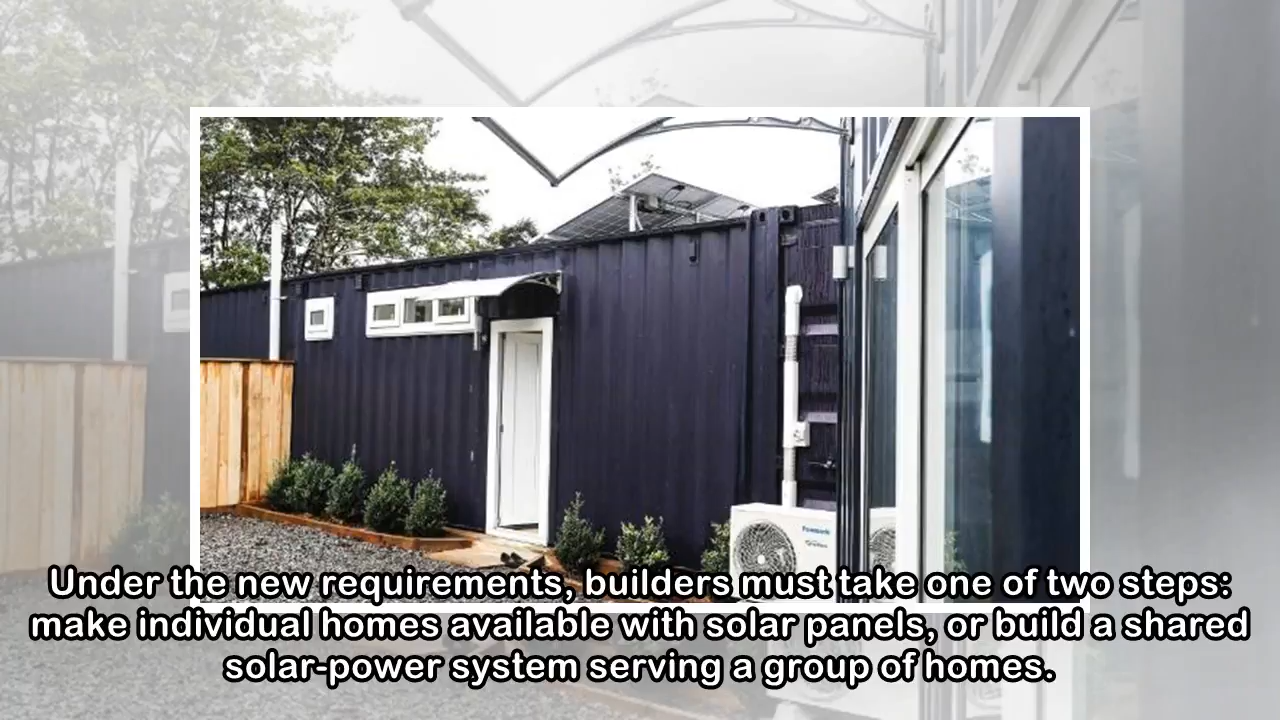 Panasonic
Under the new requirements, builders must take one of two steps:
make individual homes available with solar panels, or build a shared
solar-power system serving a group of homes.